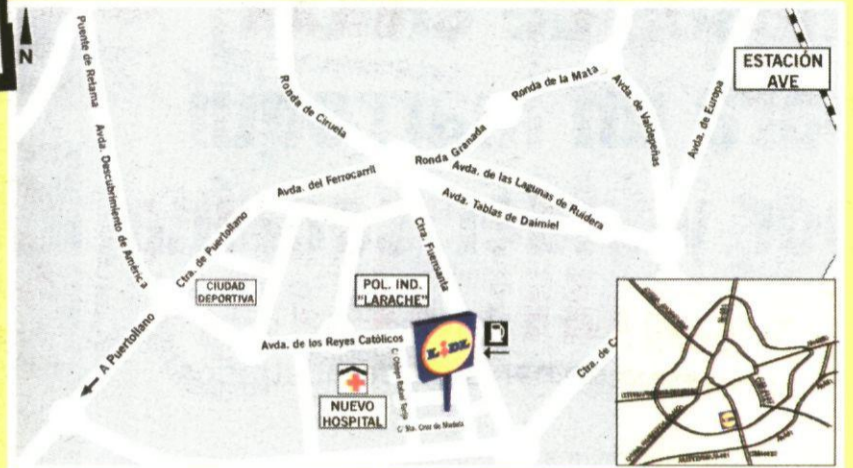 N
Puente de Retama
Avda. Descubrimiento de América
Ronda de Ciruela
Ronda de la Mata
Ronda Granada
Avda. de Valdepeñas
Avda. de Europa
ESTACIÓN
AVE
Avda. del Ferrocarril
Avda. de las Lagunas de Ruidera
Avda. Tablas de Daimiel
Ctra. de Puertollano
Ctra. Fuensanta
CIUDAD
DEPORTIVA
POL. IND.
"LARACHE"
A Puertollano
Avda. de los Reyes Católicos
LiDL
C. Obispo Rafael Torija
NUEVO
HOSPITAL
C/ Sta. Cruz de Mudela
Ctra. de C